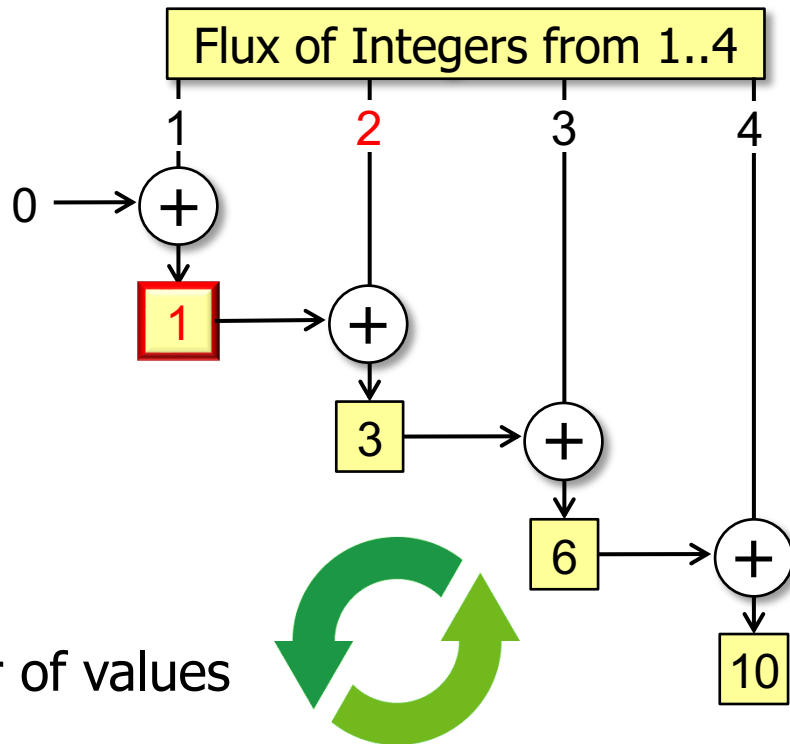 Flux of Integers from 1..4
1 2 3 4
0 +
1 +
3 +
6 +
of values
10